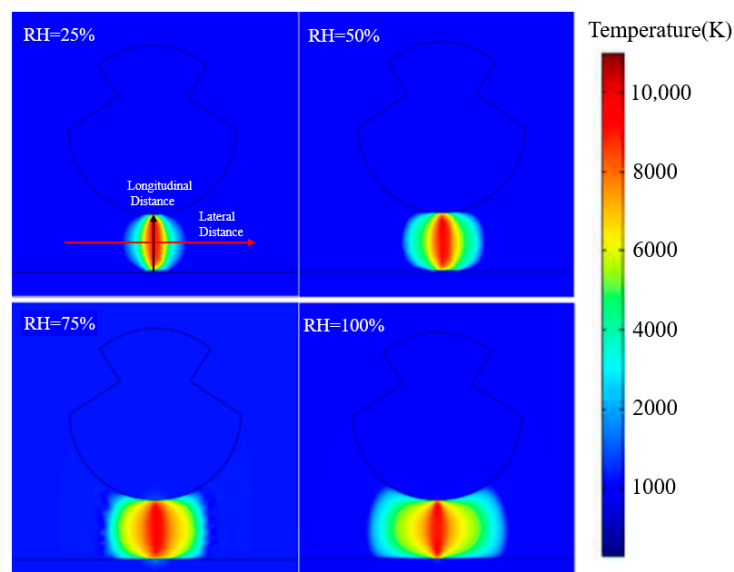 RH=25%
RH=50%
Longitudinal
Distance
Lateral
Distance
RH=75%
RH=100%
Temperature(K)
10,000
8000
6000
4000
2000
1000